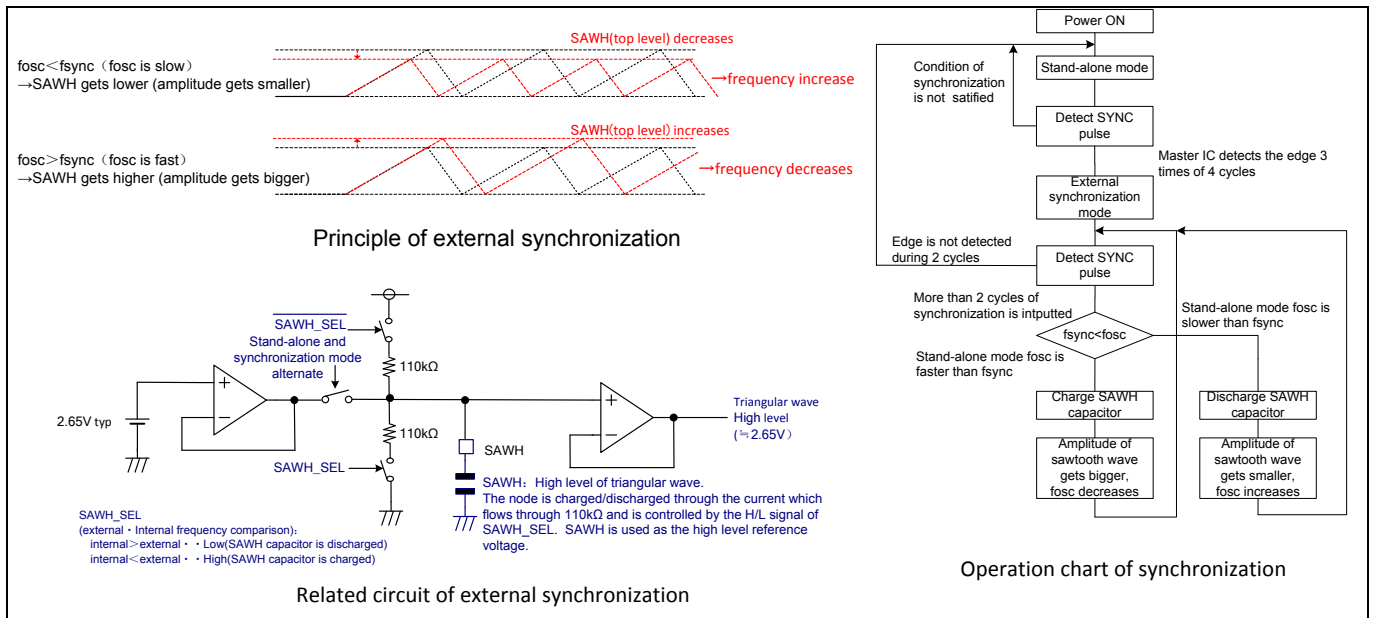 SAWH(top level) decreases
fosc＜fsync（fosc is slow）
→SAWH gets lower (amplitude gets smaller)
→frequency increase
SAWH(top level) increases
fosc＞fsync（fosc is fast）
→SAWH gets higher (amplitude gets bigger)
→frequency decreases
Principle of external synchronization
SAWH_SEL
Stand-alone and
synchronization mode
alternate
110kΩ
2.65V typ
+
-
110kΩ
SAWH_SEL
SAWH
+
-
Triangular wave
High level
(≒2.65V）
SAWH：High level of triangular wave.
The node is charged/discharged through the current which
flows through 110kΩ and is controlled by the H/L signal of
SAWH_SEL. SAWH is used as the high level reference
voltage.
SAWH_SEL
(external・Internal frequency comparison)：
internal＞external・・Low(SAWH capacitor is discharged)
internal＜external・・High(SAWH capacitor is charged)
Related circuit of external synchronization
Power ON
Stand-alone mode
Condition of
synchronization
is not satified
Detect SYNC
pulse
Master IC detects the edge 3
times of 4 cycles
External
synchronization
mode
Edge is not detected
during 2 cycles
Detect SYNC
pulse
More than 2 cycles of
synchronization is intputted
Stand-alone mode fosc is
slower than fsync
fsync<fosc
Stand-alone mode fosc is
faster than fsync
Charge SAWH
capacitor
Discharge SAWH
capacitor
Amplitude of
sawtooth wave
gets bigger,
fosc decreases
Amplitude of
sawtooth wave
gets smaller,
fosc increases
Operation chart of synchronization